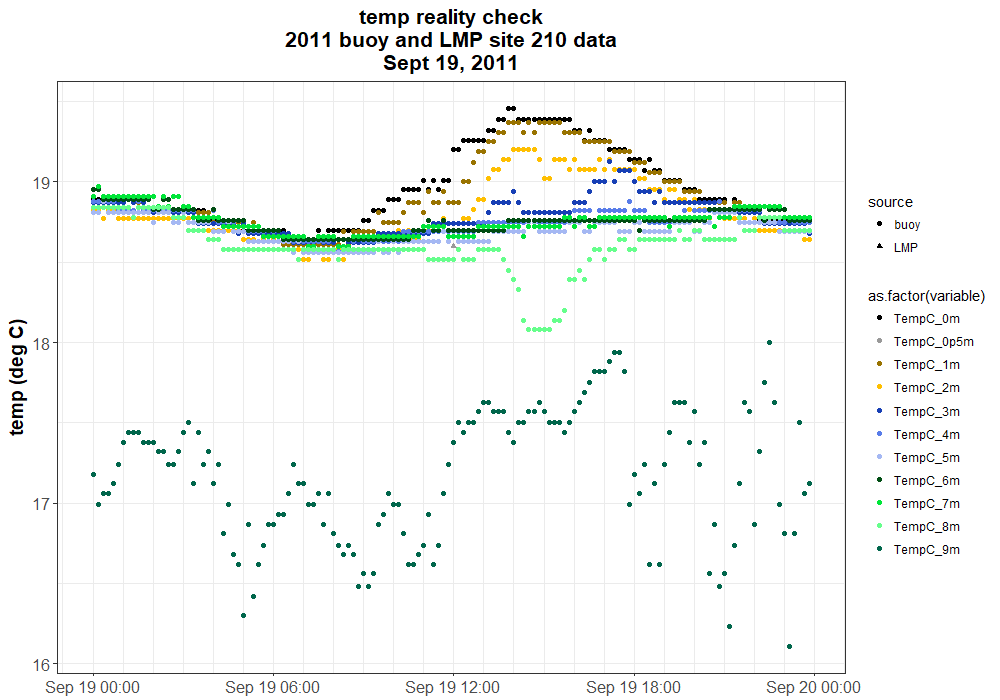 temp reality check
2011 buoy and LMP site 210 data
Sept 19, 2011
temp (deg C)
19
18
17
16
Sep 19 00:00
Sep 19 06:00
Sep 19 12:00
Sep 19 18:00
Sep 20 00:00
source
buoy
LMP
as.factor(variable)
TempC_0m
TempC_0p5m
TempC_1m
TempC_2m
TempC_3m
TempC_4m
TempC_5m
TempC_6m
TempC_7m
TempC_8m
TempC_9m